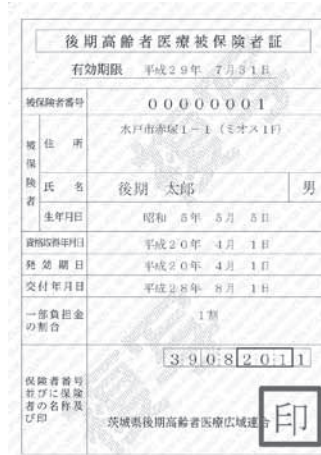 後期高齢者医療被保険者証
有効期限 平成29年 7月31日
被保険者番号 00000001
被保険者
住所 水戸市赤塚1-1 (ミオス1F)
氏名 後期 太郎 男
生年月日 昭和 5年 5月 5日
資格取得年月日 平成20年 4月 1日
発効期日 平成20年 4月 1日
交付年月日 平成28年 8月 1日
一部負担金
の割合 1割
39082011
保険者番号
並びに保険
者の名称及
び印
茨城県後期高齢者医療広域連合
印